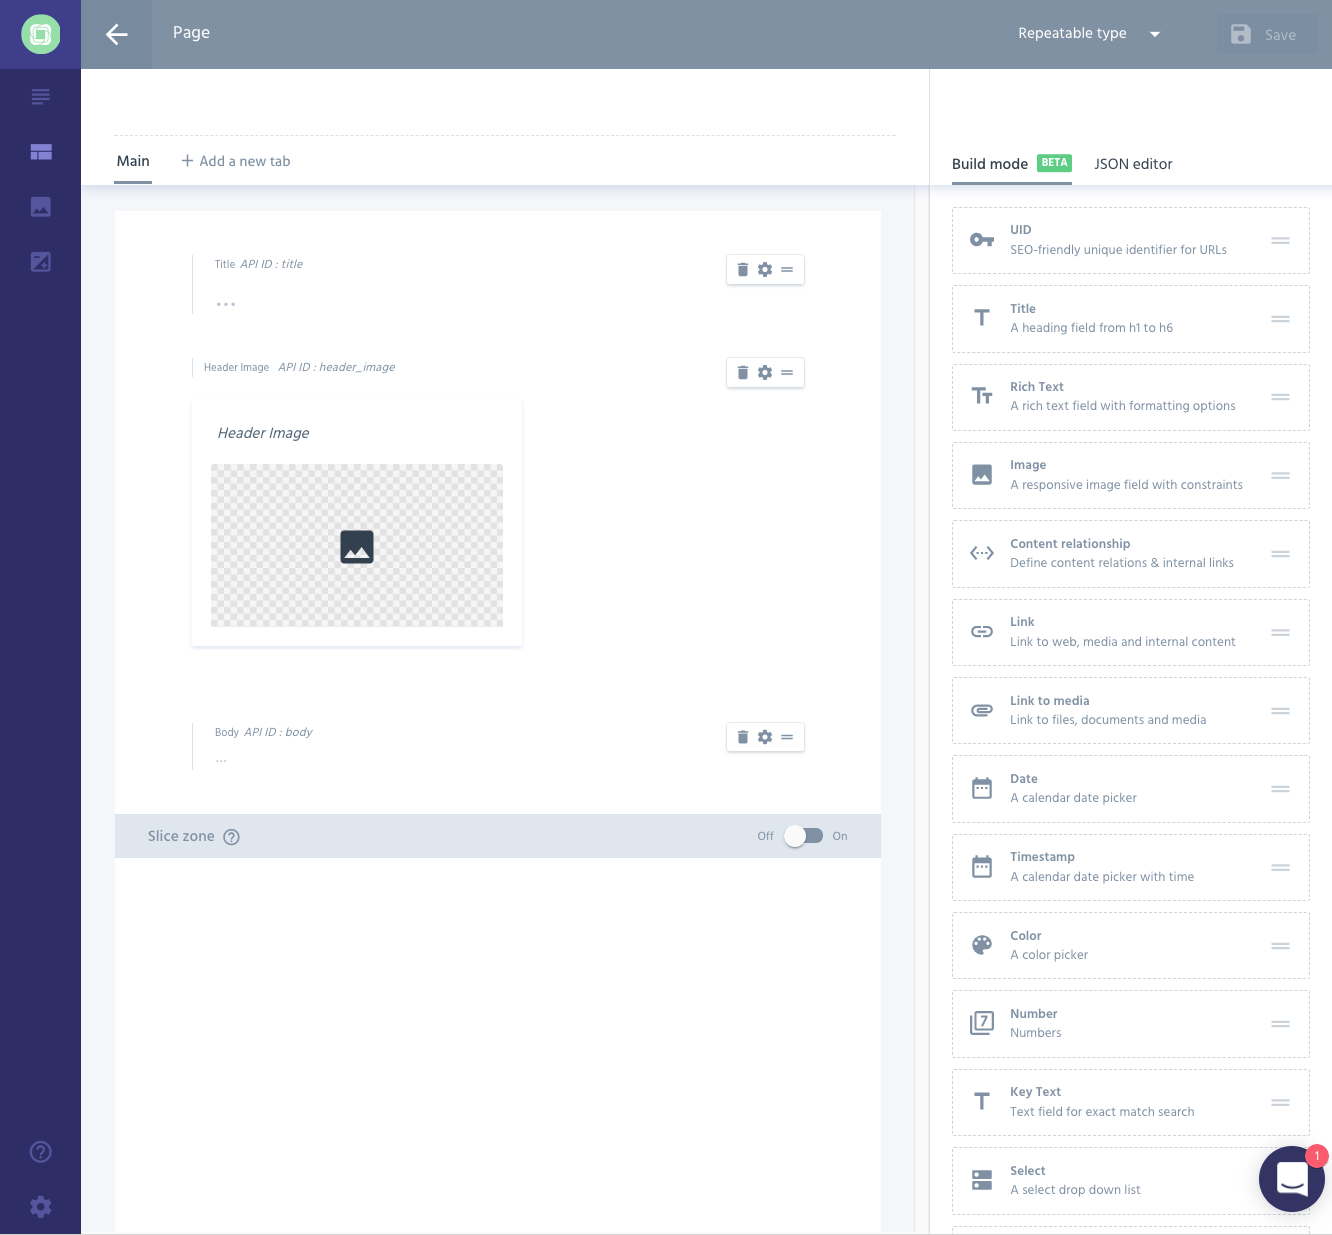 Page
Repeatable type
Save
Main
+ Add a new tab
Build mode BETA
JSON editor
Title API ID : title
...
Header Image API ID : header_image
Header Image
Body API ID : body
...
Slice zone ?
Off
On
UID
SEO-friendly unique identifier for URLs
Title
A heading field from h1 to h6
Rich Text
A rich text field with formatting options
Image
A responsive image field with constraints
Content relationship
Define content relations & internal links
Link
Link to web, media and internal content
Link to media
Link to files, documents and media
Date
A calendar date picker
Timestamp
A calendar date picker with time
Color
A color picker
7
Number
Numbers
Key Text
Text field for exact match search
Select
A select drop down list
1